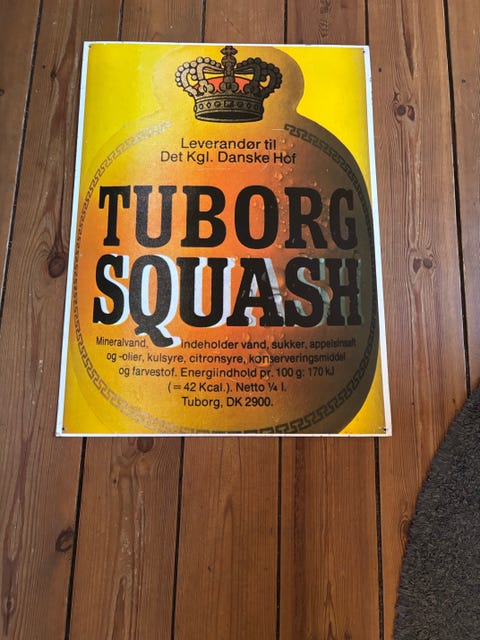 Leverandør til
Det Kgl. Danske Hof
TUBORG
SQUASH
Mineralvand, indeholder vand, sukker, appelsinsaft
og -olier, kulsyre, citronsyre, konserveringsmiddel
og farvestof. Energiindhold pr. 100 g: 170 kJ
(= 42 Kcal.). Netto ¼ l.
Tuborg, DK 2900.